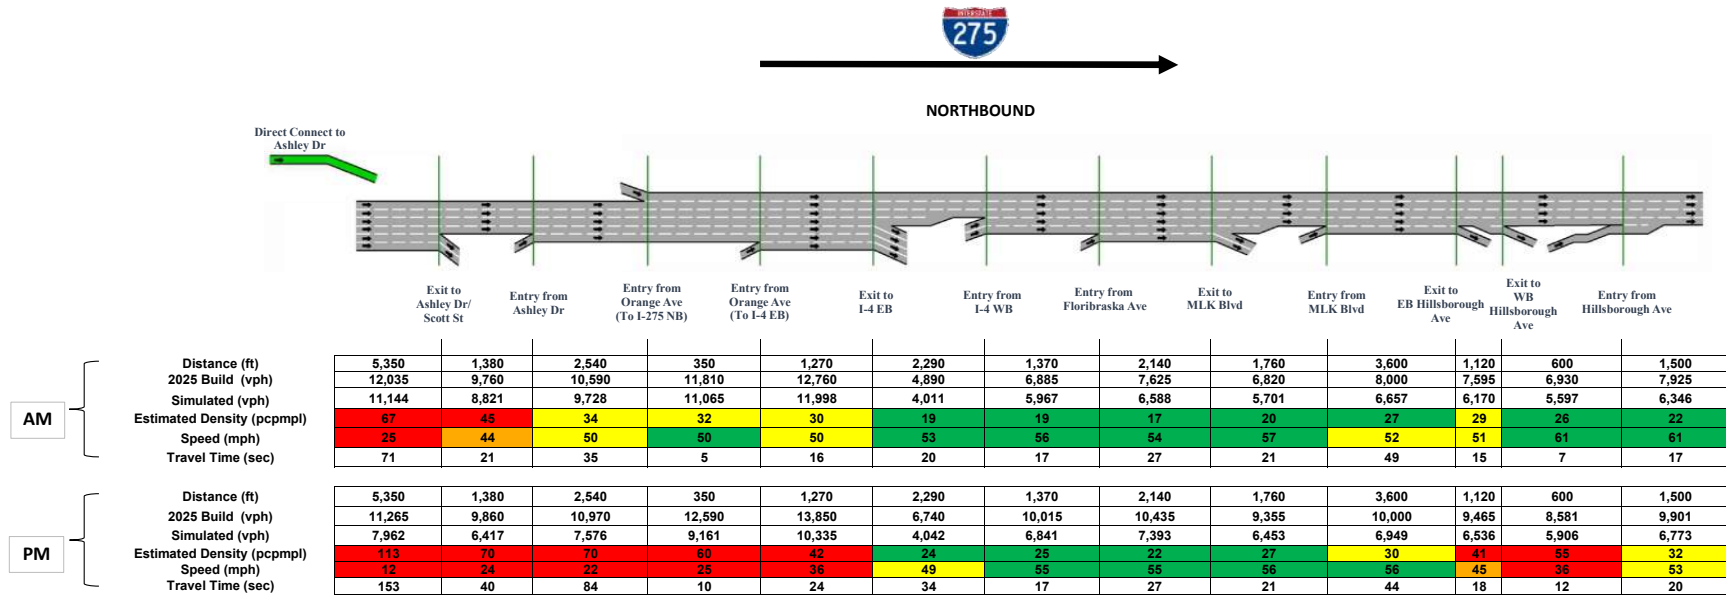 INTERSTATE
275
NORTHBOUND
Direct Connect to
Ashley Dr
Exit to
Ashley Dr/
Scott St
Entry from
Ashley Dr
Entry from
Orange Ave
(To I-275 NB)
Entry from
Orange Ave
(To I-4 EB)
Exit to
I-4 EB
Entry from
I-4 WB
Entry from
Floribraska Ave
Exit to
MLK Blvd
Entry from
MLK Blvd
Exit to
EB Hillsborough
Ave
Exit to
WB
Hillsborough
Ave
Entry from
Hillsborough Ave
AM
Distance (ft) 5,350 1,380 2,540 350 1,270 2,290 1,370 2,140 1,760 3,600 1,120 600 1,500
2025 Build (vph) 12,035 9,760 10,590 11,810 12,760 4,890 6,885 7,625 6,820 8,000 7,595 6,930 7,925
Simulated (vph) 11,144 8,821 9,728 11,065 11,998 4,011 5,967 6,588 5,701 6,657 6,170 5,597 6,346
Estimated Density (pcpmpl) 67 45 34 32 30 19 19 17 20 27 29 26 22
Speed (mph) 25 44 50 50 50 53 56 54 57 52 51 61 61
Travel Time (sec) 71 21 35 5 16 20 17 27 21 49 15 7 17
PM
Distance (ft) 5,350 1,380 2,540 350 1,270 2,290 1,370 2,140 1,760 3,600 1,120 600 1,500
2025 Build (vph) 11,265 9,860 10,970 12,590 13,850 6,740 10,015 10,435 9,355 10,000 9,465 8,581 9,901
Simulated (vph) 7,962 6,417 7,576 9,161 10,335 4,042 6,841 7,393 6,453 6,949 6,536 5,906 6,773
Estimated Density (pcpmpl) 113 70 70 60 42 24 25 22 27 30 41 55 32
Speed (mph) 12 24 22 25 36 49 55 55 56 56 45 36 53
Travel Time (sec) 153 40 84 10 24 34 17 27 21 44 18 12 20